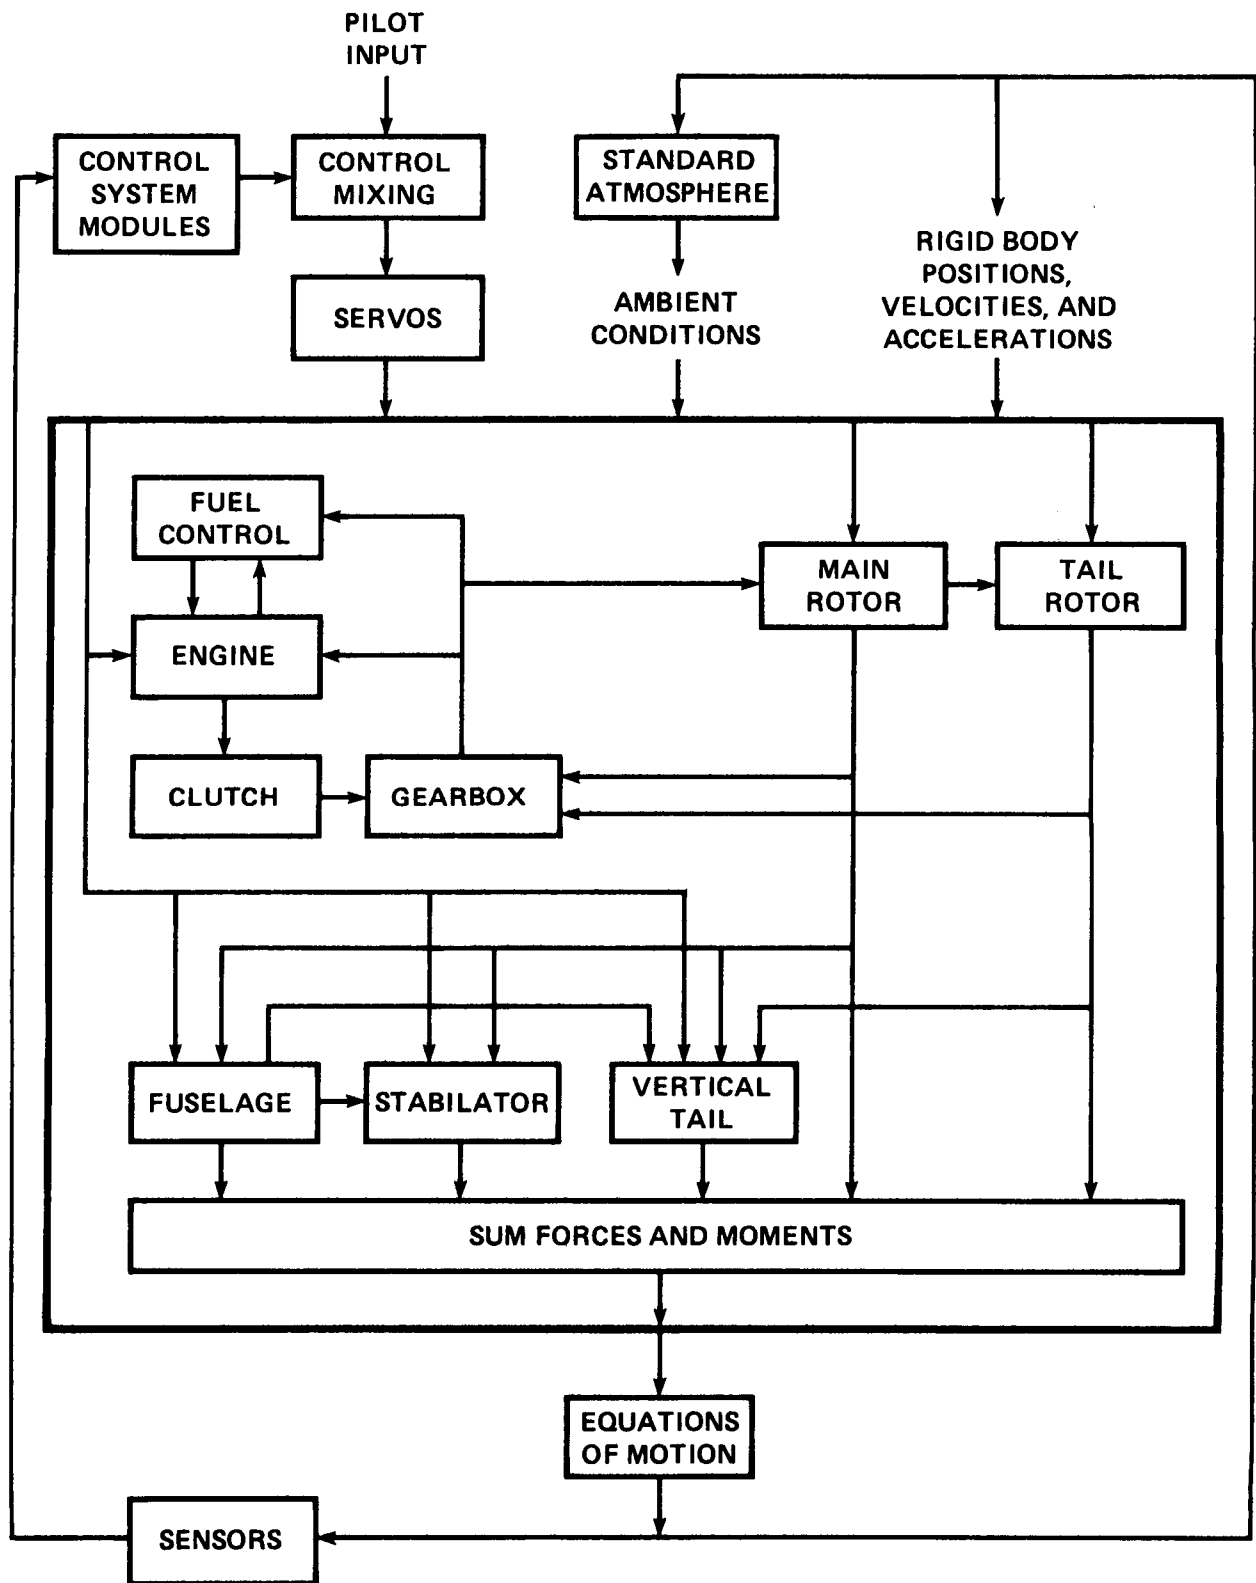 PILOT
INPUT
CONTROL
SYSTEM
MODULES
CONTROL
MIXING
STANDARD
ATMOSPHERE
RIGID BODY
POSITIONS,
VELOCITIES, AND
ACCELERATIONS
SERVOS
AMBIENT
CONDITIONS
FUEL
CONTROL
MAIN
ROTOR
TAIL
ROTOR
ENGINE
CLUTCH
GEARBOX
FUSELAGE
STABILATOR
VERTICAL
TAIL
SUM FORCES AND MOMENTS
EQUATIONS
OF MOTION
SENSORS